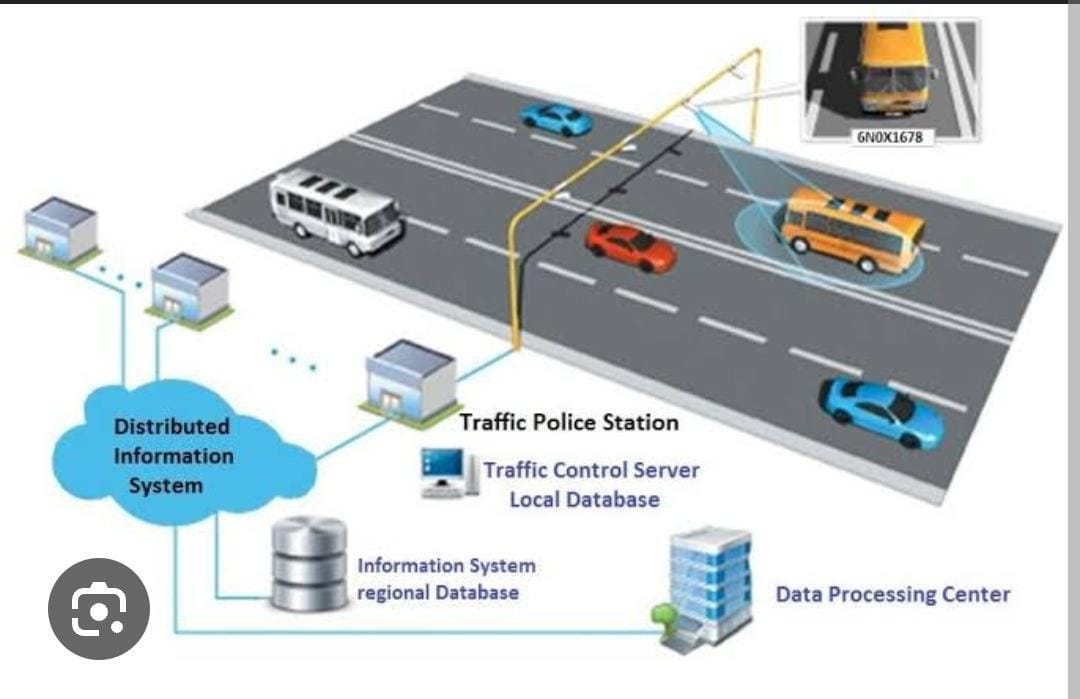 6N0X1678
Distributed
Information
System
Traffic Police Station
Traffic Control Server
Local Database
Information System
regional Database
Data Processing Center